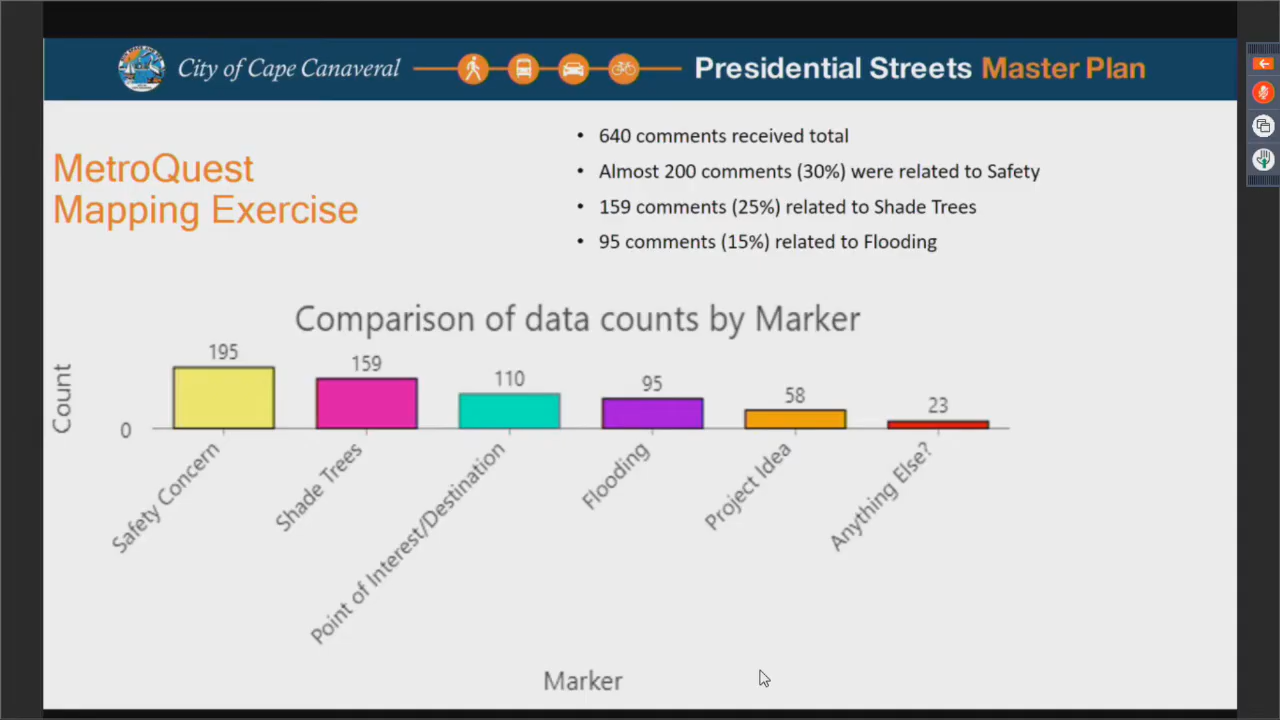 City of Cape Canaveral
Presidential Streets Master Plan
MetroQuest
Mapping Exercise
• 640 comments received total
• Almost 200 comments (30%) were related to Safety
• 159 comments (25%) related to Shade Trees
• 95 comments (15%) related to Flooding
Comparison of data counts by Marker
Count
0
195
159
110
95
58
23
Safety Concern
Shade Trees
Point of Interest/Destination
Flooding
Project Idea
Anything Else?
Marker